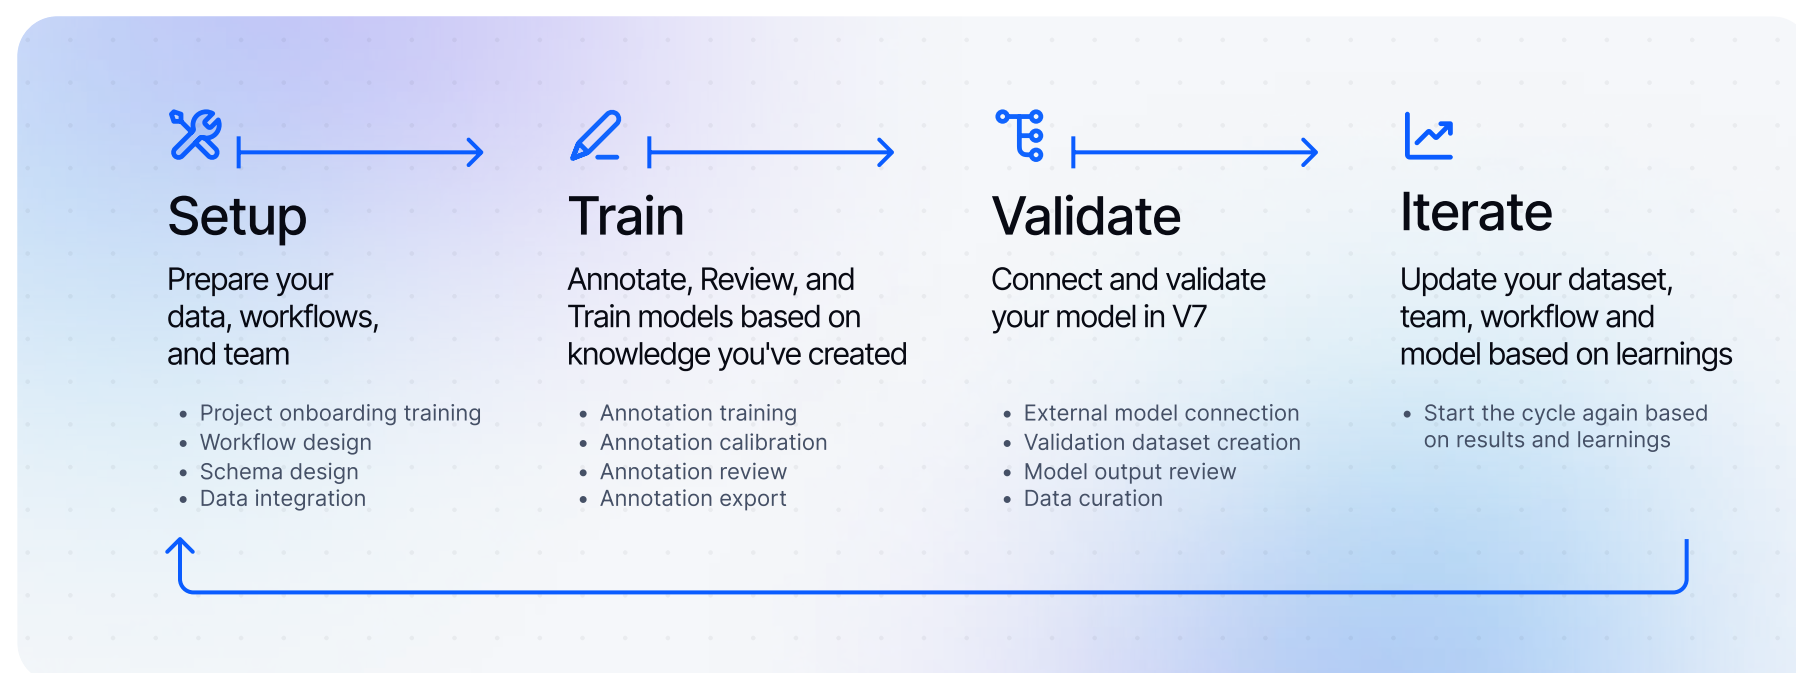 Setup
Prepare your
data, workflows,
and team
• Project onboarding training
• Workflow design
• Schema design
• Data integration
Train
Annotate, Review, and
Train models based on
knowledge you've created
• Annotation training
• Annotation calibration
• Annotation review
• Annotation export
Validate
Connect and validate
your model in V7
• External model connection
• Validation dataset creation
• Model output review
• Data curation
Iterate
Update your dataset,
team, workflow and
model based on learnings
• Start the cycle again based
on results and learnings